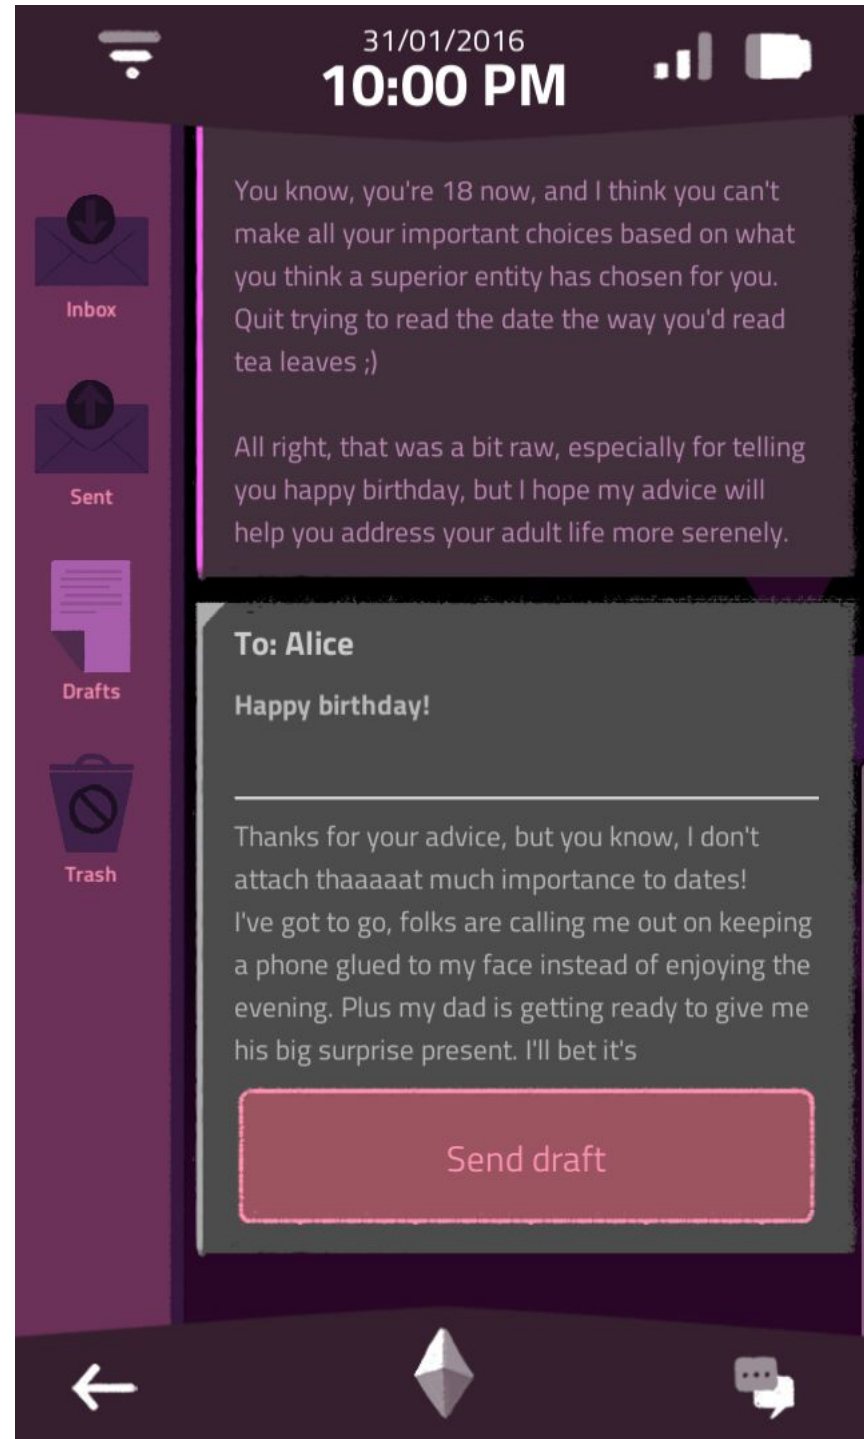 31/01/2016
10:00 PM
Inbox
Sent
Drafts
Trash
You know, you're 18 now, and I think you can't
make all your important choices based on what
you think a superior entity has chosen for you.
Quit trying to read the date the way you'd read
tea leaves ;)
All right, that was a bit raw, especially for telling
you happy birthday, but I hope my advice will
help you address your adult life more serenely.
To: Alice
Happy birthday!
Thanks for your advice, but you know, I don't
attach thaaaaat much importance to dates!
I've got to go, folks are calling me out on keeping
a phone glued to my face instead of enjoying the
evening. Plus my dad is getting ready to give me
his big surprise present. I'll bet it's
Send draft